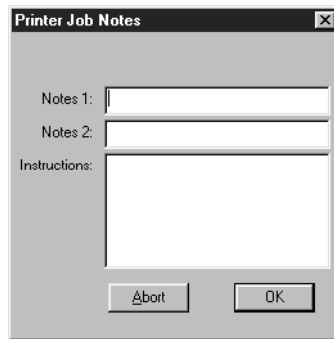 Printer Job Notes
Notes 1:
Notes 2:
Instructions:
Abort OK